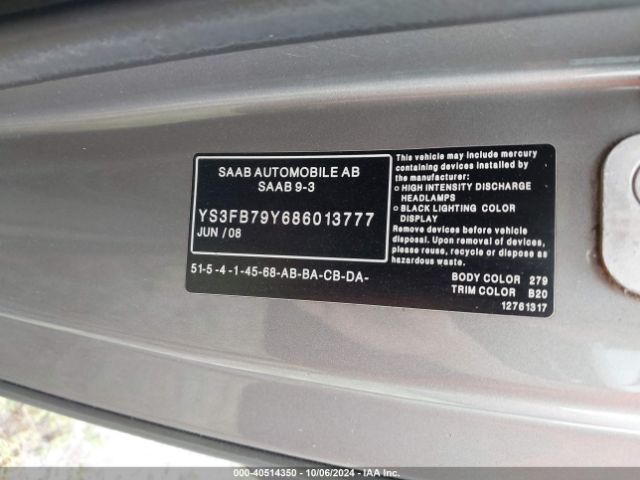 SAAB AUTOMOBILE AB
SAAB 9-3
YS3FB79Y686013777
JUN /08
51-5 -4 -1-45-68-AB-BA-CB-DA-
This vehicle may include mercury
containing devices installed by
the manufacturer:
○ HIGH INTENSITY DISCHARGE
HEADLAMPS
○ BLACK LIGHTING COLOR
DISPLAY
Remove devices before vehicle
disposal. Upon removal of devices,
please reuse, recycle or dispose as
hazardous waste.
BODY COLOR 279
TRIM COLOR B20
12761317
000-40514350 - 10/06/2024 - IAA Inc.